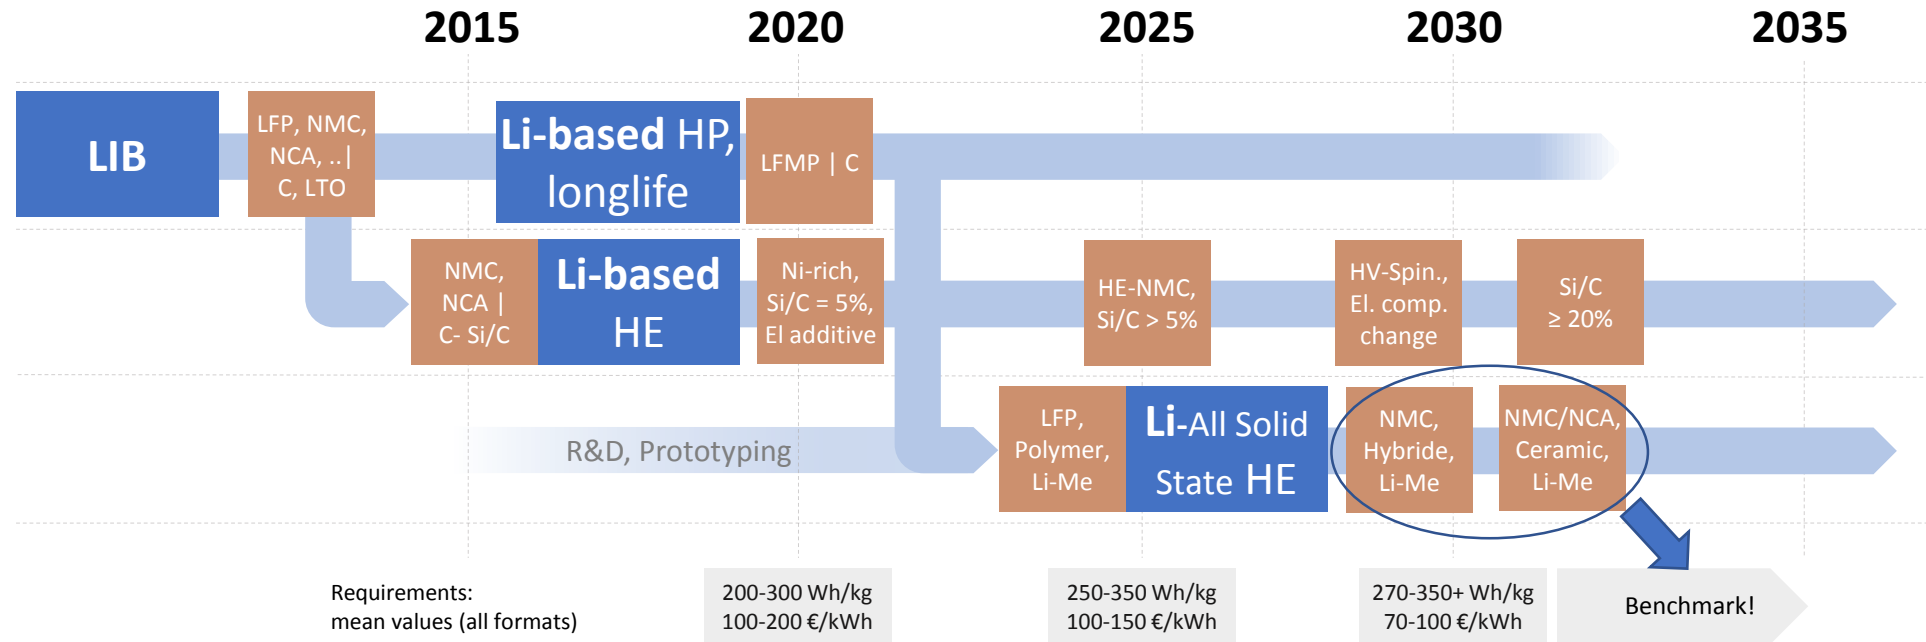 2015 2020 2025 2030 2035
LIB
LFP, NMC,
NCA, ..|
C, LTO
Li-based HP,
longlife
LFMP | C
NMC,
NCA |
C- Si/C
Li-based
HE
Ni-rich,
Si/C = 5%,
El additive
HE-NMC,
Si/C > 5%
HV-Spin.,
El. comp.
change
Si/C
≥ 20%
R&D, Prototyping
LFP,
Polymer,
Li-Me
Li-All Solid
State HE
NMC,
Hybride,
Li-Me
NMC/NCA,
Ceramic,
Li-Me
Requirements:
mean values (all formats)
200-300 Wh/kg
100-200 €/kWh
250-350 Wh/kg
100-150 €/kWh
270-350+ Wh/kg
70-100 €/kWh
Benchmark!